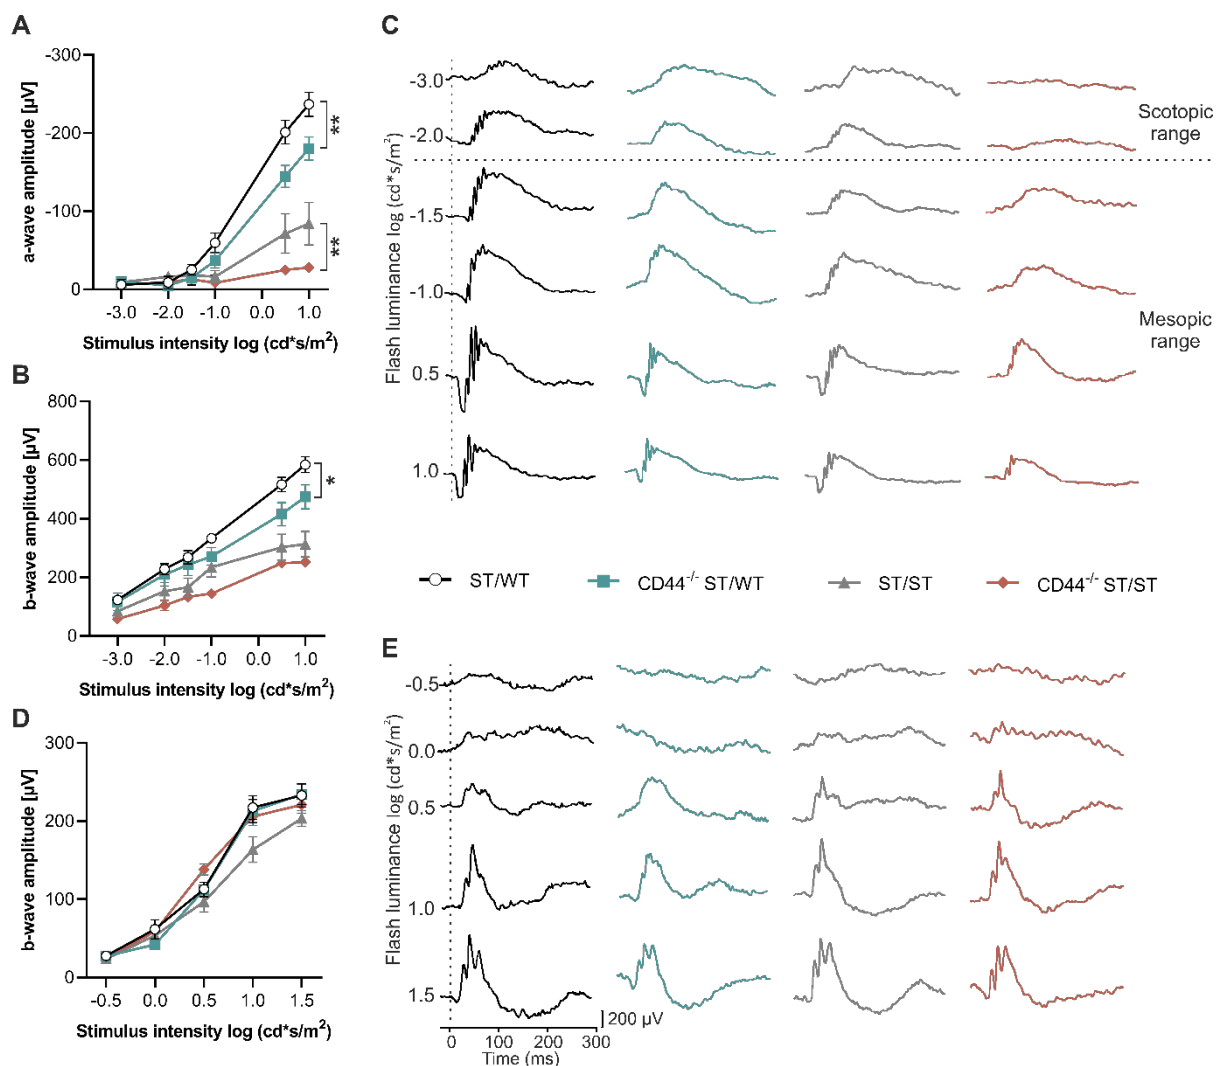 A
-300
-200
-100
0
a-wave amplitude [µV]
**
**
-3.0 -2.0 -1.0 0.0 1.0
Stimulus intensity log (cd*s/m²)
B
800
600
400
200
0
b-wave amplitude [µV]
*
-3.0 -2.0 -1.0 0.0 1.0
Stimulus intensity log (cd*s/m²)
C
-3.0
-2.0
-1.5
-1.0
0.5
1.0
Flash luminance log (cd*s/m²)
Scotopic
range
Mesopic
range
ST/WT CD44⁻/⁻ ST/WT ST/ST CD44⁻/⁻ ST/ST
D
300
200
100
0
b-wave amplitude [µV]
-0.5 0.0 0.5 1.0 1.5
Stimulus intensity log (cd*s/m²)
E
-0.5
0.0
0.5
1.0
1.5
Flash luminance log (cd*s/m²)
200 µV
0 100 200 300
Time (ms)